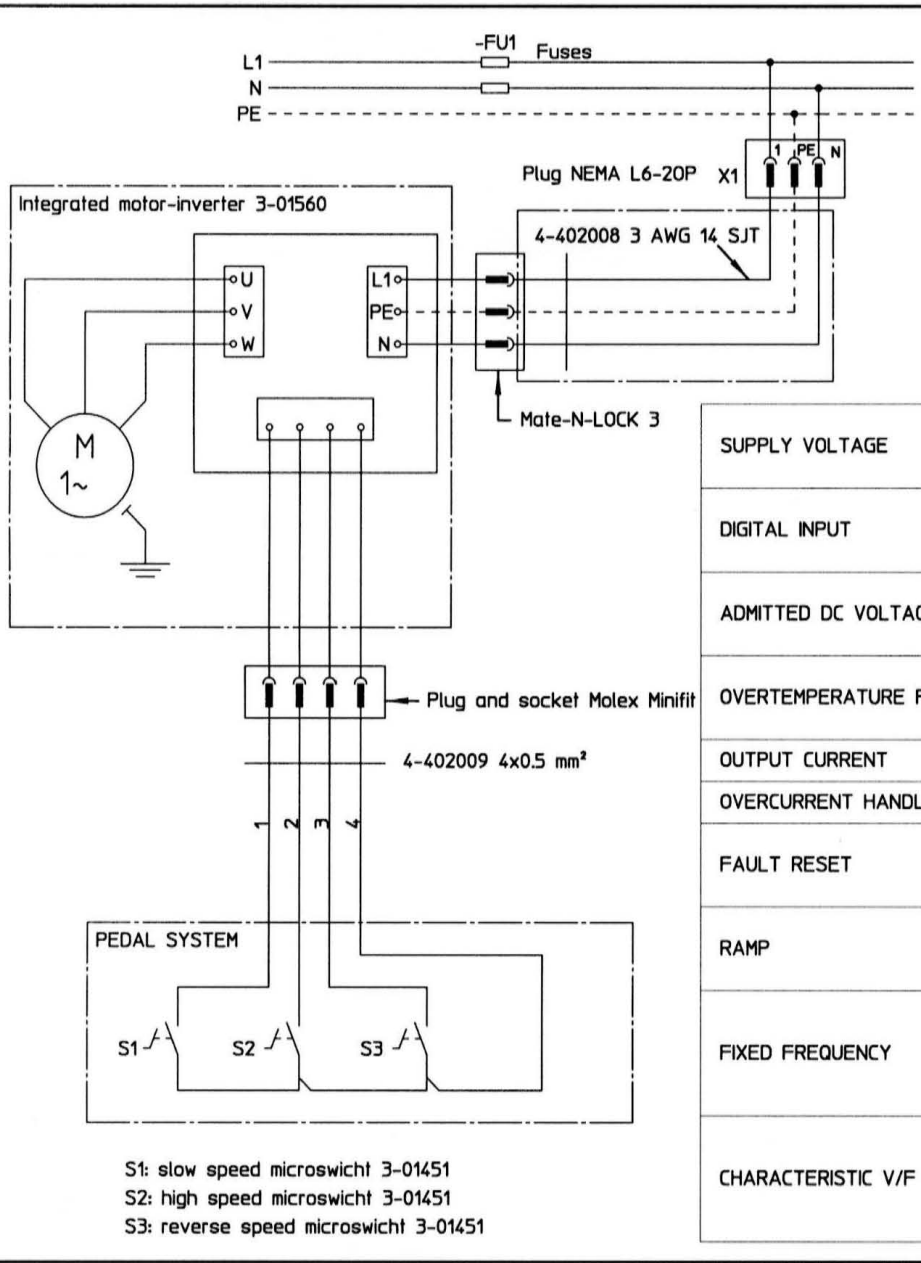 -FU1 Fuses
L1
N
PE
1 PE N
Plug NEMA L6-20P X1
Integrated motor-inverter 3-01560
4-402008 3 AWG 14 SJT
U
V
W
L1
PE
N
Mate-N-LOCK 3
M
1~
Plug and socket Molex Minifit
4-402009 4x0.5 mm²
1 2 3 4
PEDAL SYSTEM
S1 S2 S3
S1: slow speed microswicht 3-01451
S2: high speed microswicht 3-01451
S3: reverse speed microswicht 3-01451
SUPPLY VOLTAGE
DIGITAL INPUT
ADMITTED DC VOLTAG
OVERTEMPERATURE
OUTPUT CURRENT
OVERCURRENT HANDL
FAULT RESET
RAMP
FIXED FREQUENCY
CHARACTERISTIC V/F